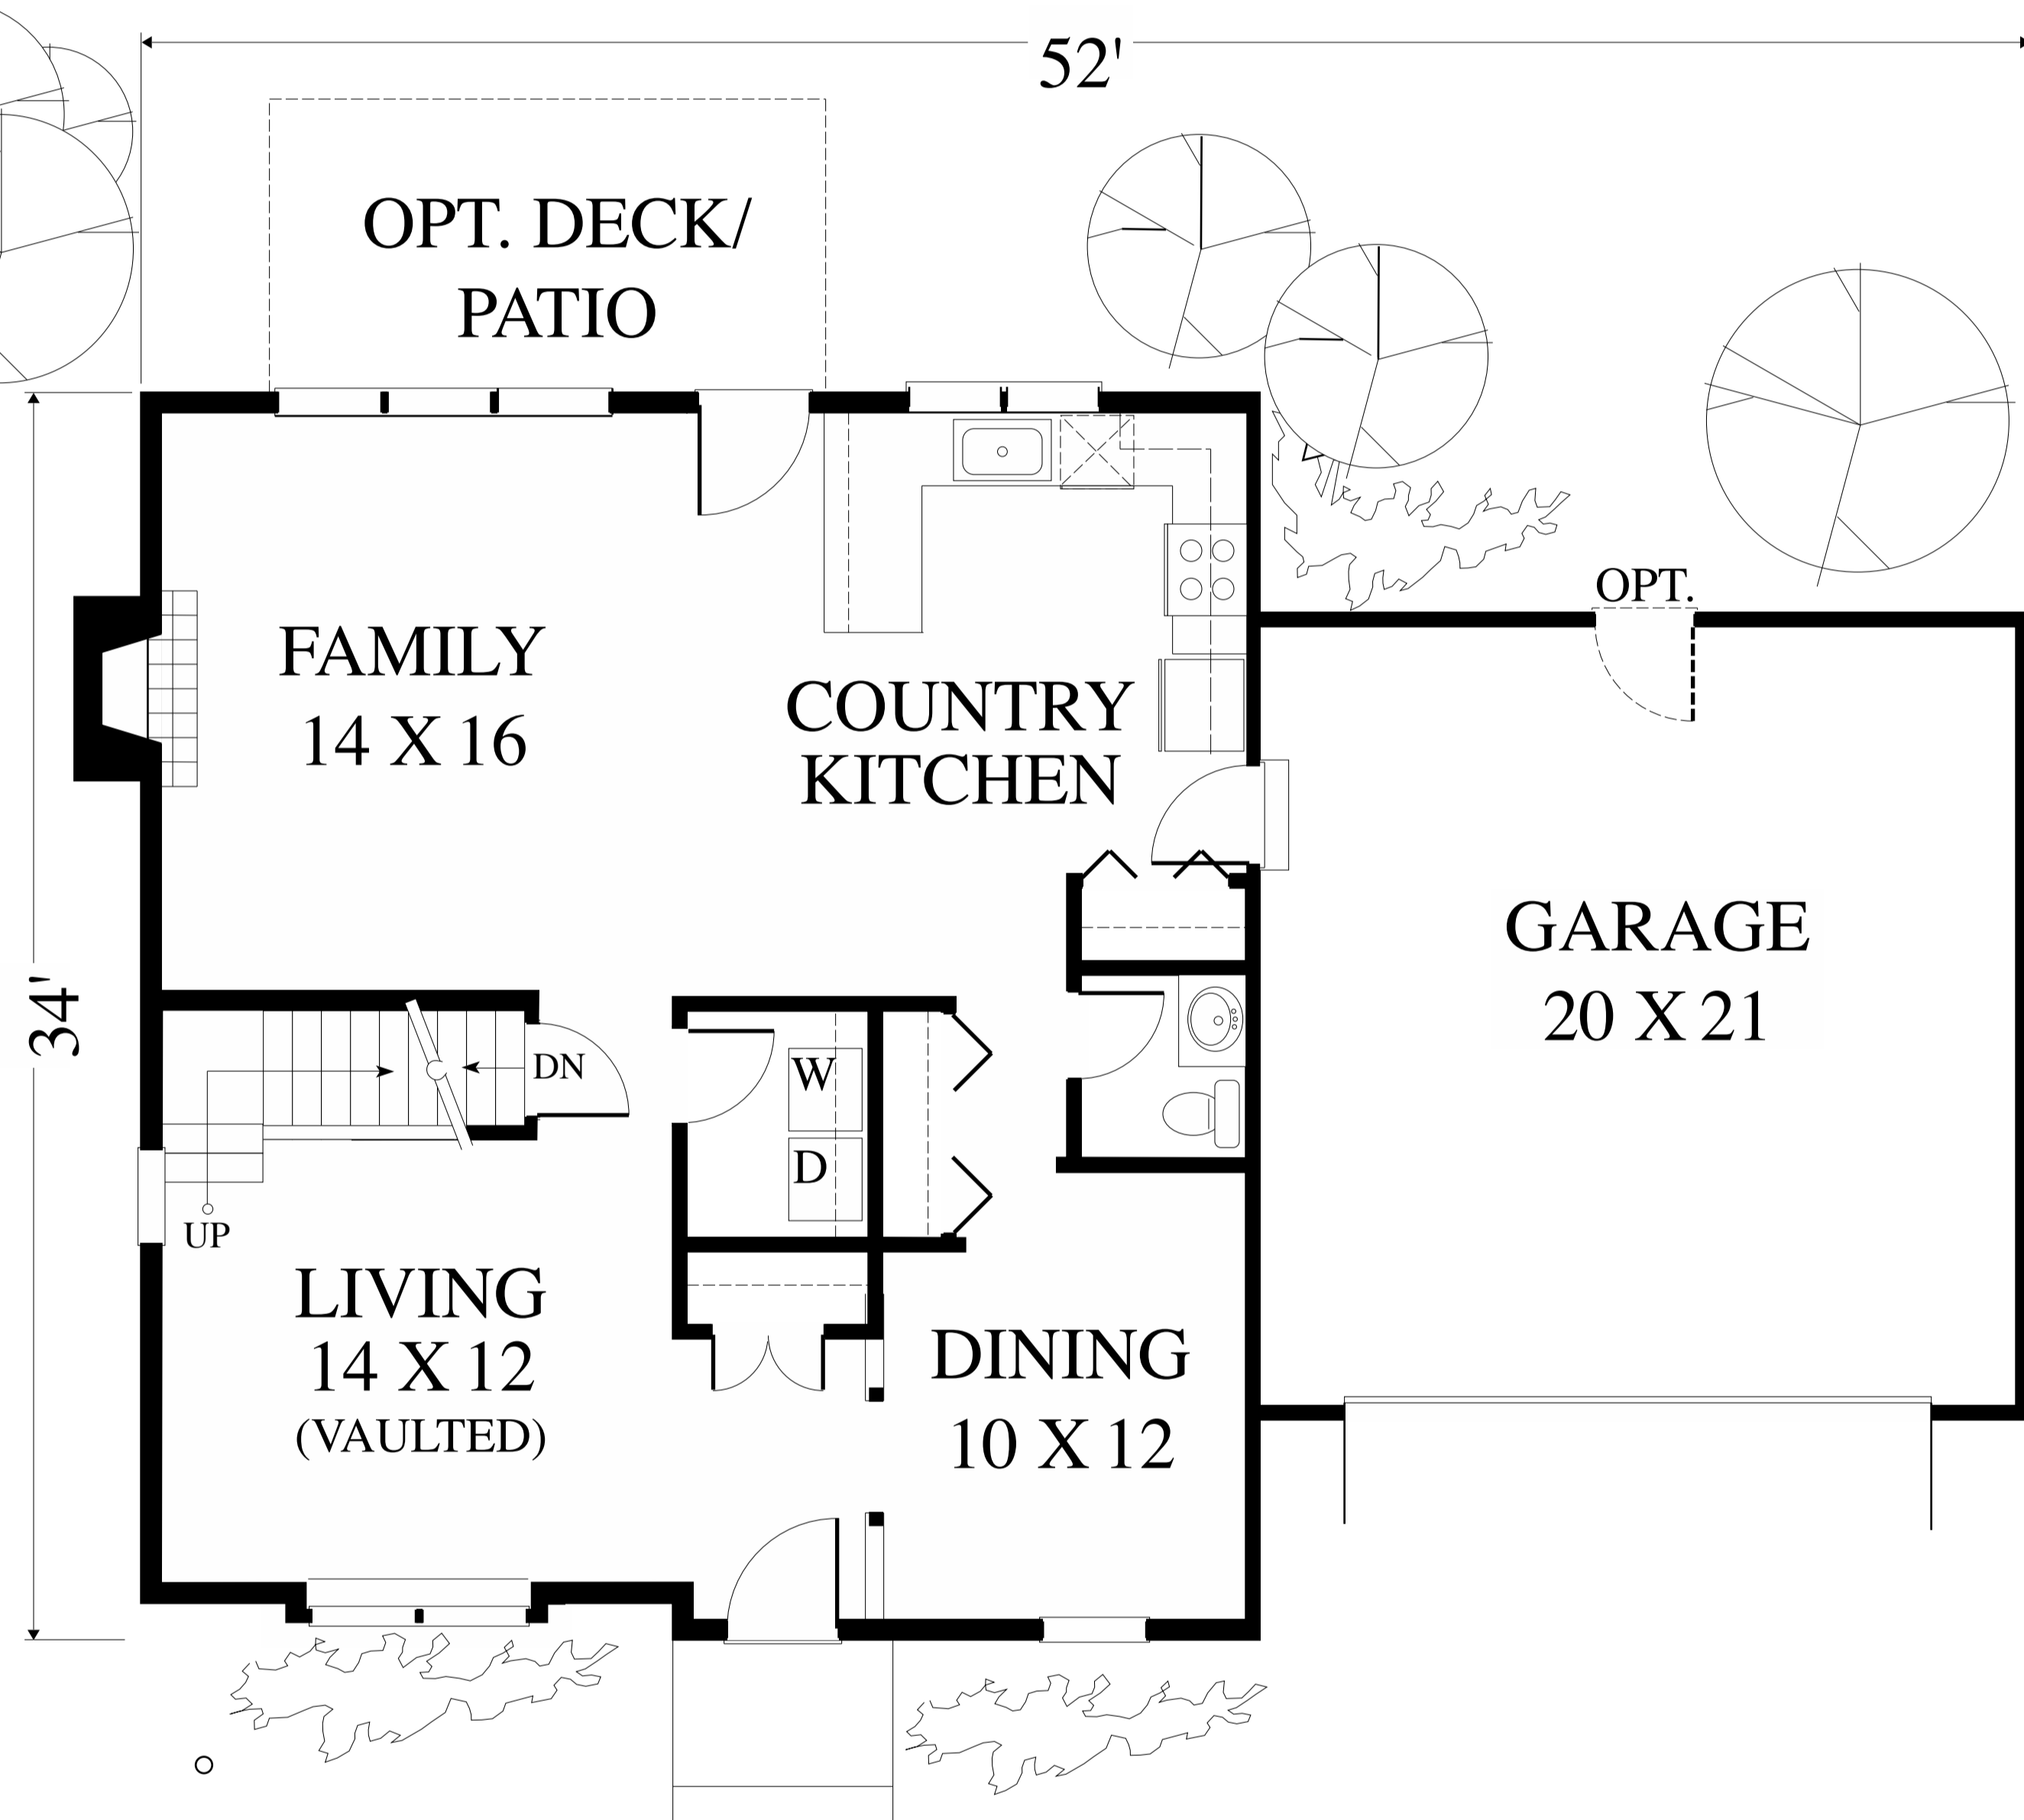 52'
OPT. DECK/
PATIO
OPT.
FAMILY
14 X 16
COUNTRY
KITCHEN
GARAGE
20 X 21
34'
DN
W
D
UP
LIVING
14 X 12
(VAULTED)
DINING
10 X 12